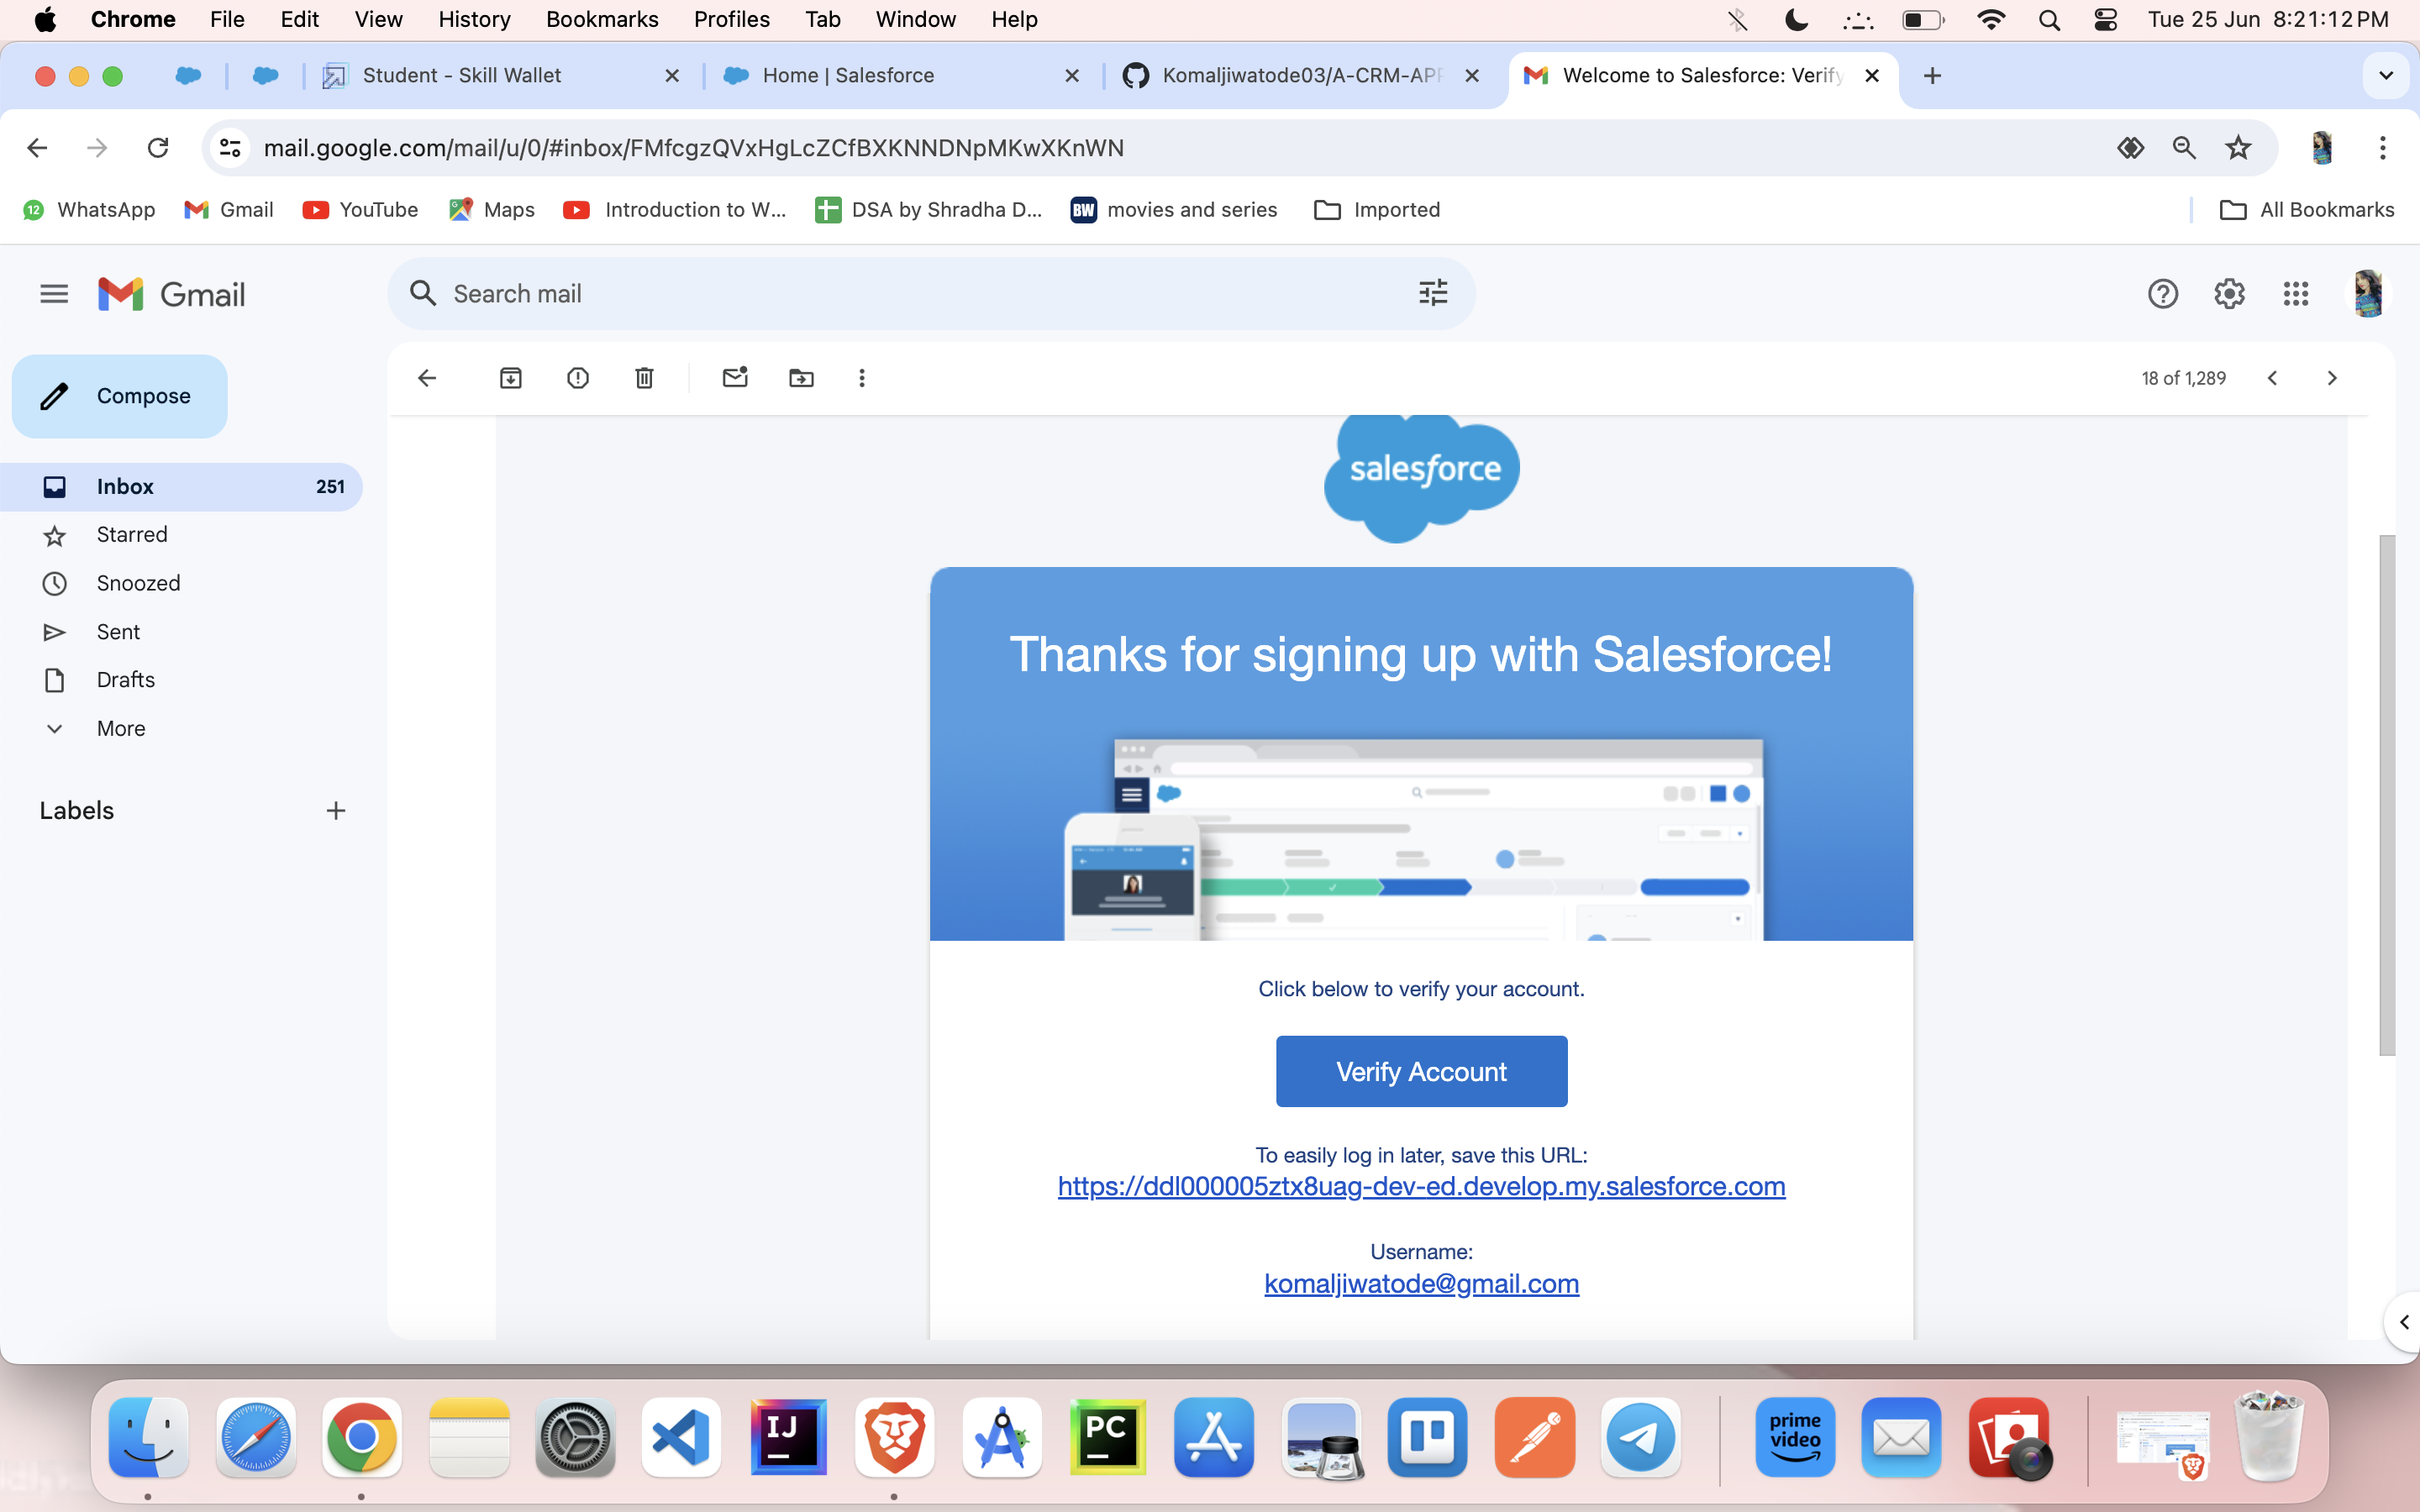 Chrome File Edit View History Bookmarks Profiles Tab Window Help Tue 25 Jun 8:21:12 PM
Student - Skill Wallet Home | Salesforce Komaljiwatode03/A-CRM-APP Welcome to Salesforce: Verify
mail.google.com/mail/u/0/#inbox/FMfcgzQVxHgLcZCfBXKNNDNpMKwXKnWN
12 WhatsApp Gmail YouTube Maps Introduction to W... DSA by Shradha D... BW movies and series Imported All Bookmarks
Gmail Search mail
Compose
18 of 1,289
Inbox 251
Starred
Snoozed
Sent
Drafts
More
Labels
salesforce
Thanks for signing up with Salesforce!
Click below to verify your account.
Verify Account
To easily log in later, save this URL:
https://ddl000005ztx8uag-dev-ed.develop.my.salesforce.com
Username:
komaljiwatode@gmail.com
IJ
PC
prime
video